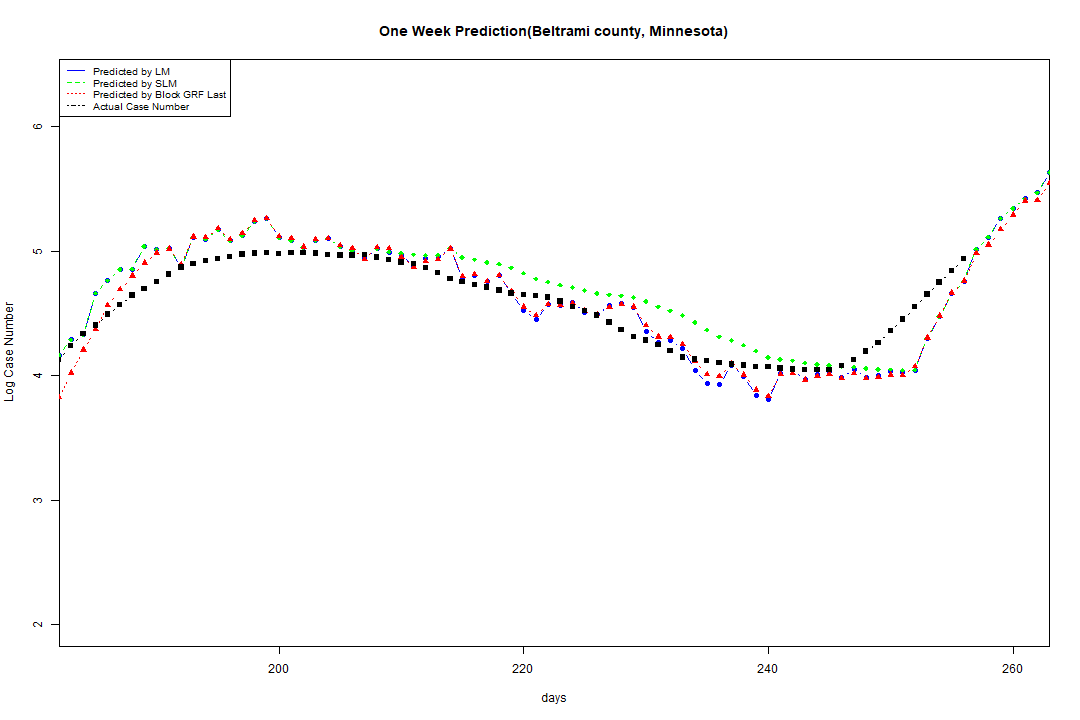 One Week Prediction(Beltrami county, Minnesota)
Predicted by LM
Predicted by SLM
Predicted by Block GRF Last
Actual Case Number
6
5
4
3
2
Log Case Number
200 220 240 260
days